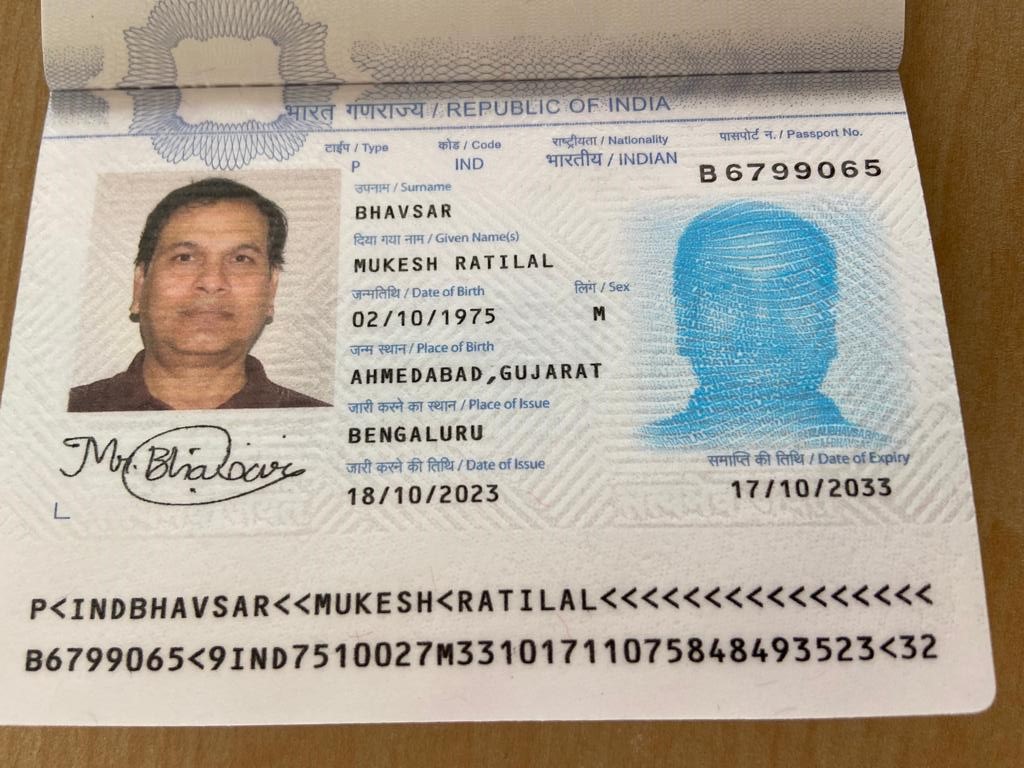 भारत गणराज्य / REPUBLIC OF INDIA
टाईप / Type कोड / Code राष्ट्रीयता / Nationality पासपोर्ट न. / Passport No.
P IND भारतीय / INDIAN B6799065
उपनाम / Surname
BHAVSAR
दिया गया नाम / Given Name(s)
MUKESH RATILAL
जन्मतिथि / Date of Birth लिंग / Sex
02/10/1975 M
जन्म स्थान / Place of Birth
AHMEDABAD,GUJARAT
जारी करने का स्थान / Place of Issue
BENGALURU
जारी करने की तिथि / Date of Issue समाप्ति की तिथि / Date of Expiry
18/10/2023 17/10/2033
P<INDBHAVSAR<<MUKESH<RATILAL<<<<<<<<<<<<<<<<
B6799065<9IND7510027M3310171107584849352​3<32